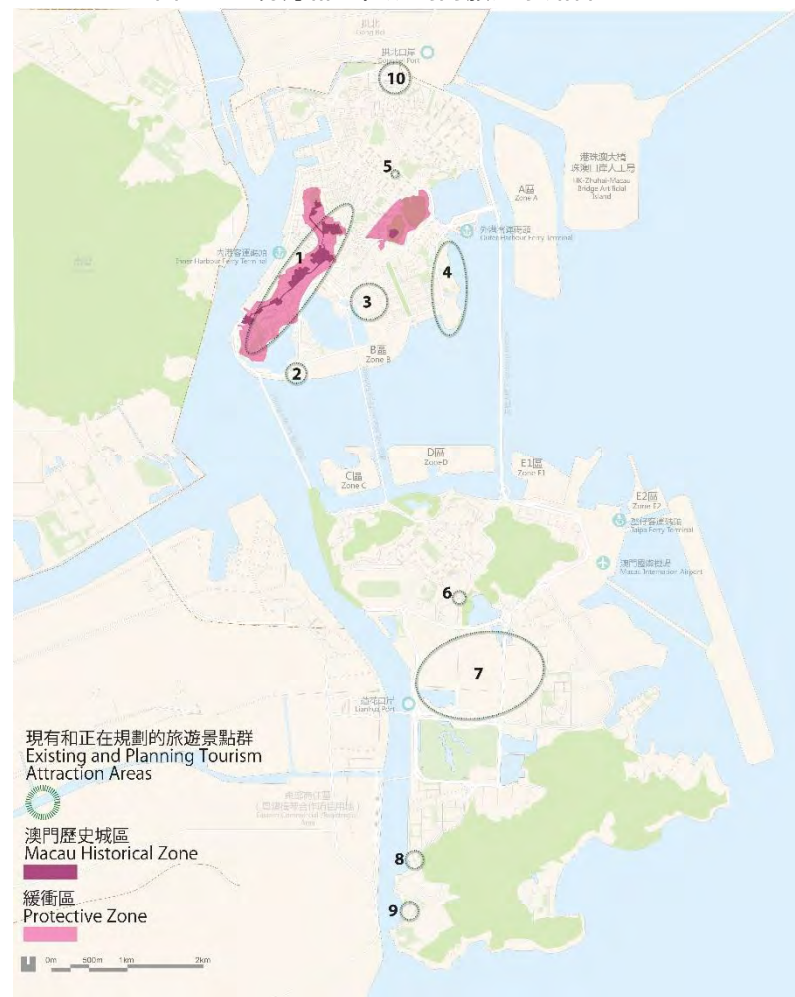 拱北
拱北口岸
10
5
港珠澳大橋
珠澳口岸人工島
HK-Zhuhai-Macau
Bridge Artificial
Island
A區
Zone A
外港客運碼頭
Outer Harbour Ferry Terminal
內港客運碼頭
Inner Harbour Ferry Terminal
1
4
3
B區
Zone B
2
D區
Zone D
C區
Zone C
E1區
Zone E1
E2區
Zone E2
氹仔客運碼頭
Taipa Ferry Terminal
澳門國際機場
Macau Internation Airport
6
7
蓮花口岸
Lianhua Port
現有和正在規劃的旅遊景點群
Existing and Planning Tourism
Attraction Areas
澳門歷史城區
Macau Historical Zone
8
緩衝區
Protective Zone
9
0m 500m 1km 2km